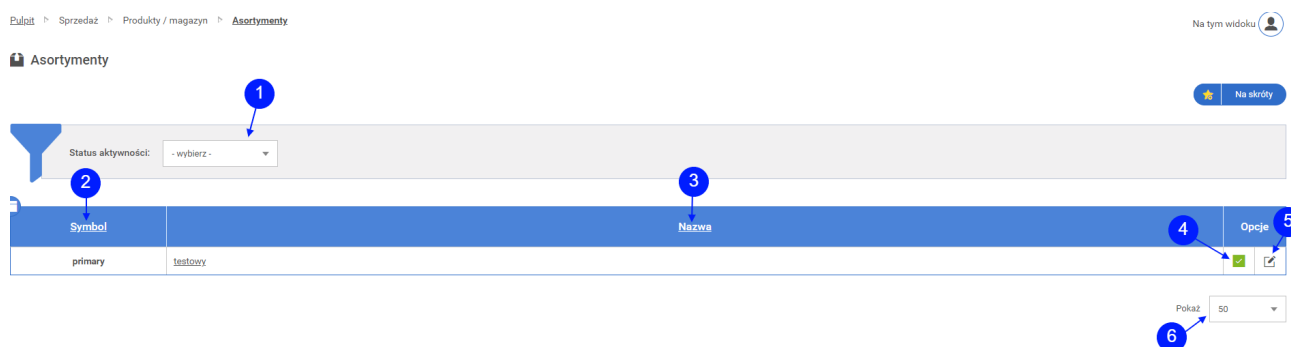 Pulpit Sprzedaż Produkty / magazyn Asortymenty
Na tym widoku
Asortymenty
1
Na skróty
Status aktywności: - wybierz -
2
3
4
5
Symbol Nazwa Opcje
primary testowy
Pokaż 50
6